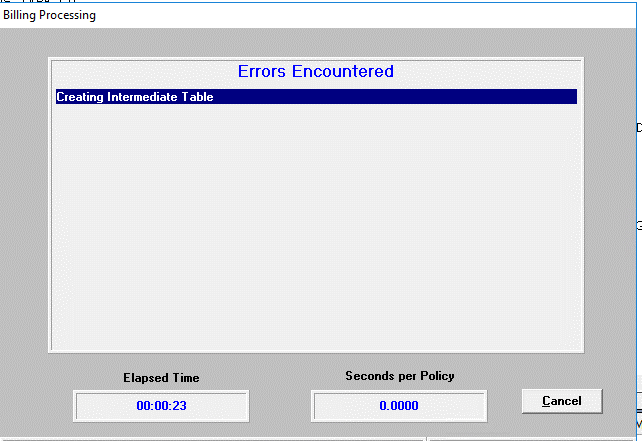 Billing Processing
Errors Encountered
Creating Intermediate Table
Elapsed Time
Seconds per Policy
00:00:23
0.0000
Cancel